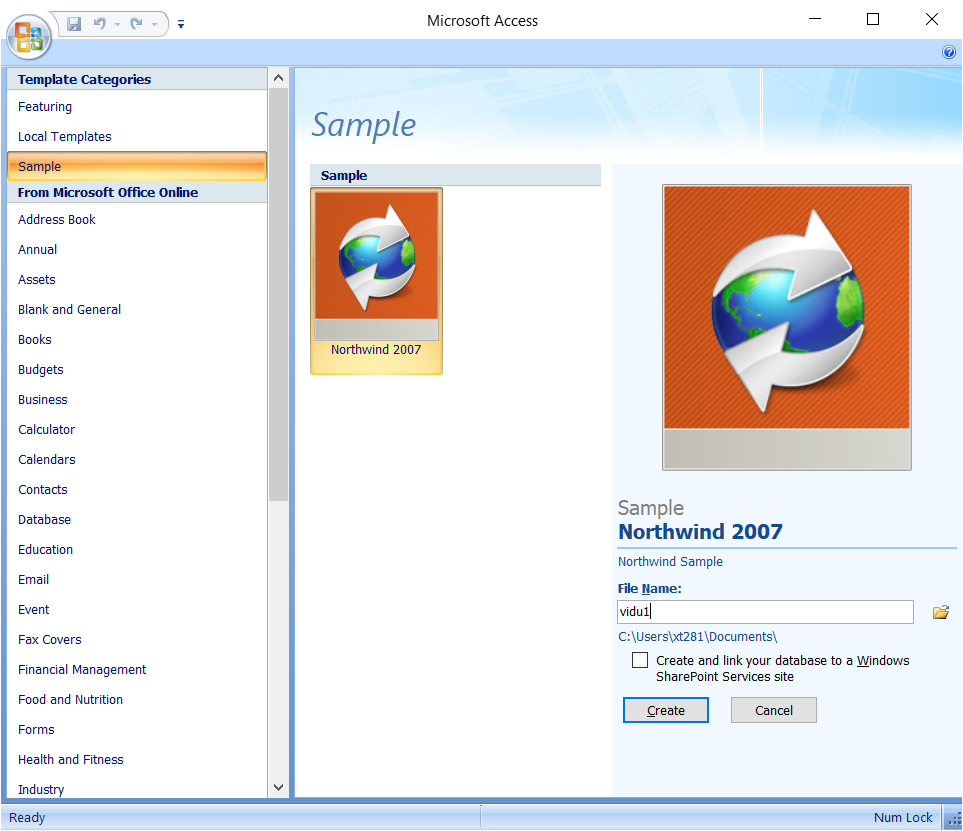 Microsoft Access
Template Categories
Featuring
Local Templates
Sample
From Microsoft Office Online
Address Book
Annual
Assets
Blank and General
Books
Budgets
Business
Calculator
Calendars
Contacts
Database
Education
Email
Event
Fax Covers
Financial Management
Food and Nutrition
Forms
Health and Fitness
Industry
Sample
Sample
Northwind 2007
Sample
Northwind 2007
Northwind Sample
File Name:
vidu1
C:\Users\xt281\Documents\
Create and link your database to a Windows
SharePoint Services site
Create
Cancel
Ready
Num Lock